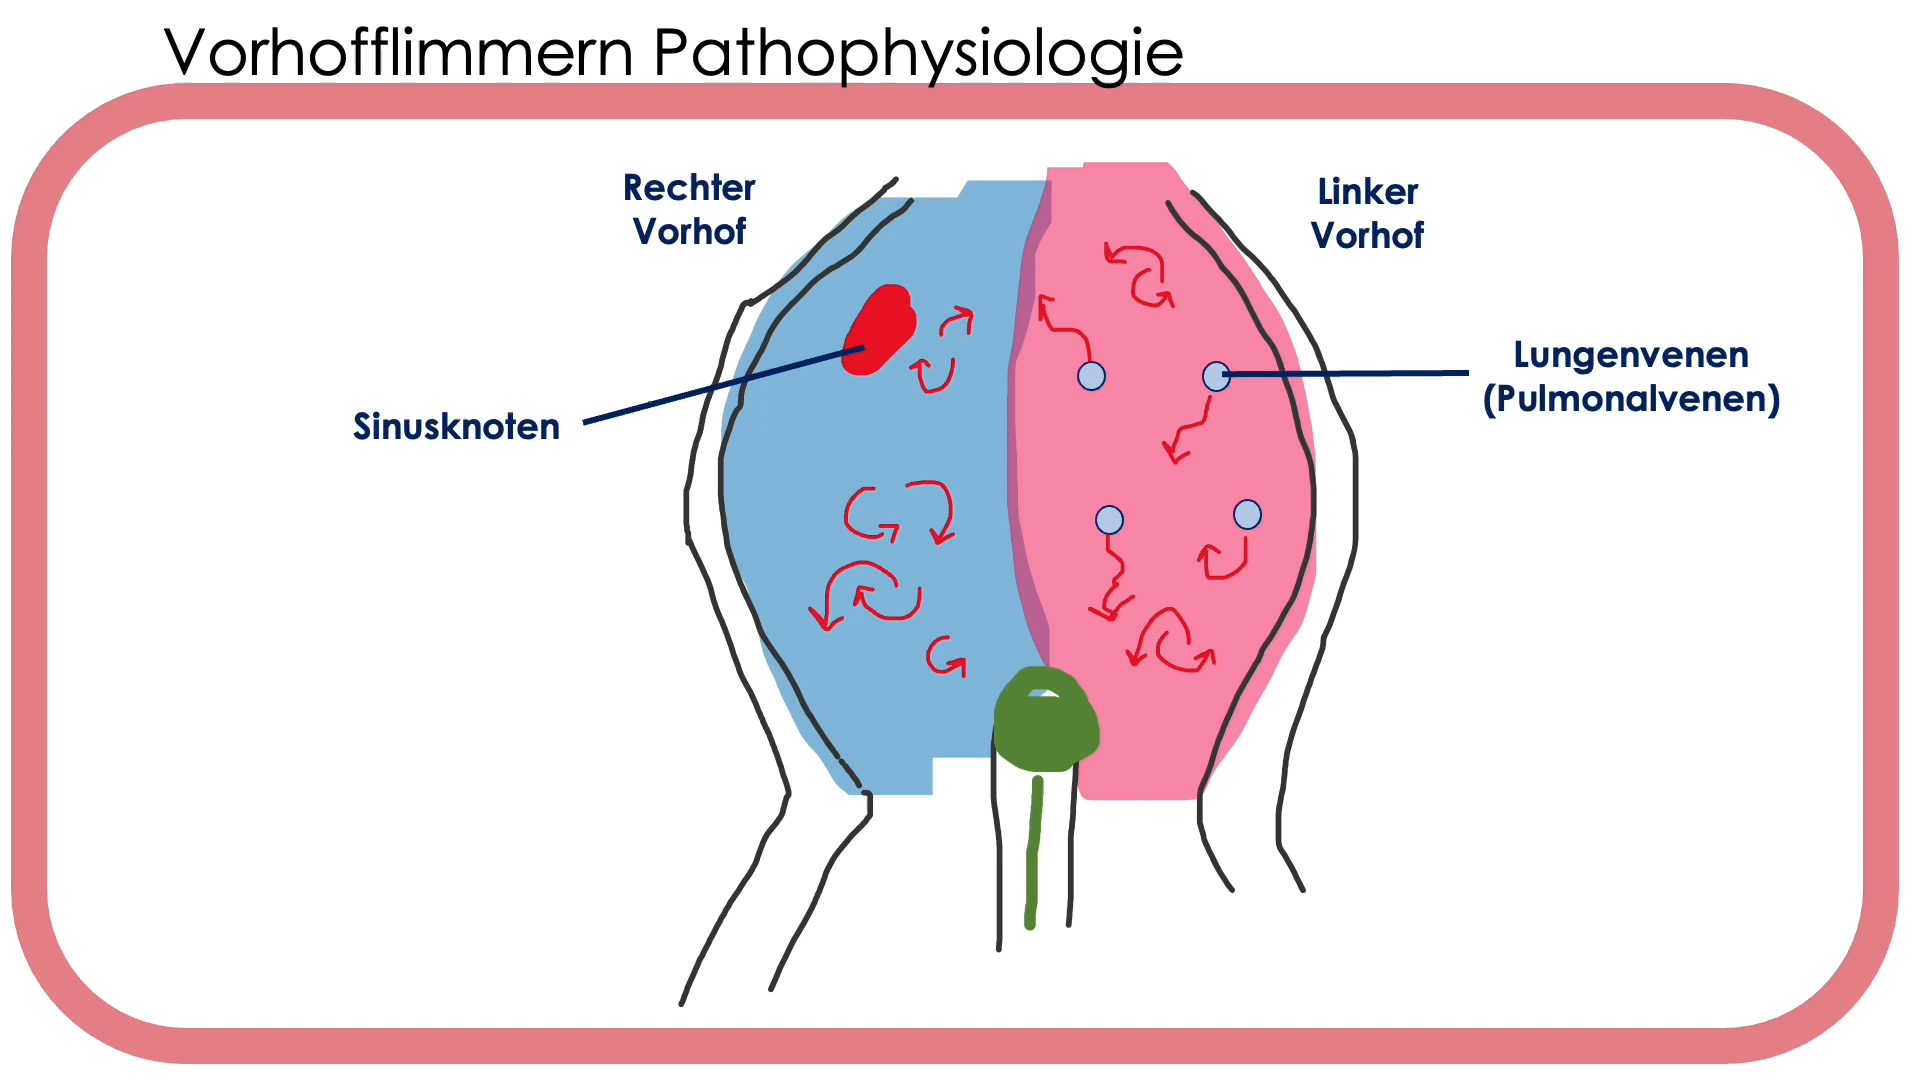 Vorhofflimmern Pathophysiologie
Rechter
Vorhof
Linker
Vorhof
Lungenvenen
(Pulmonalvenen)
Sinusknoten